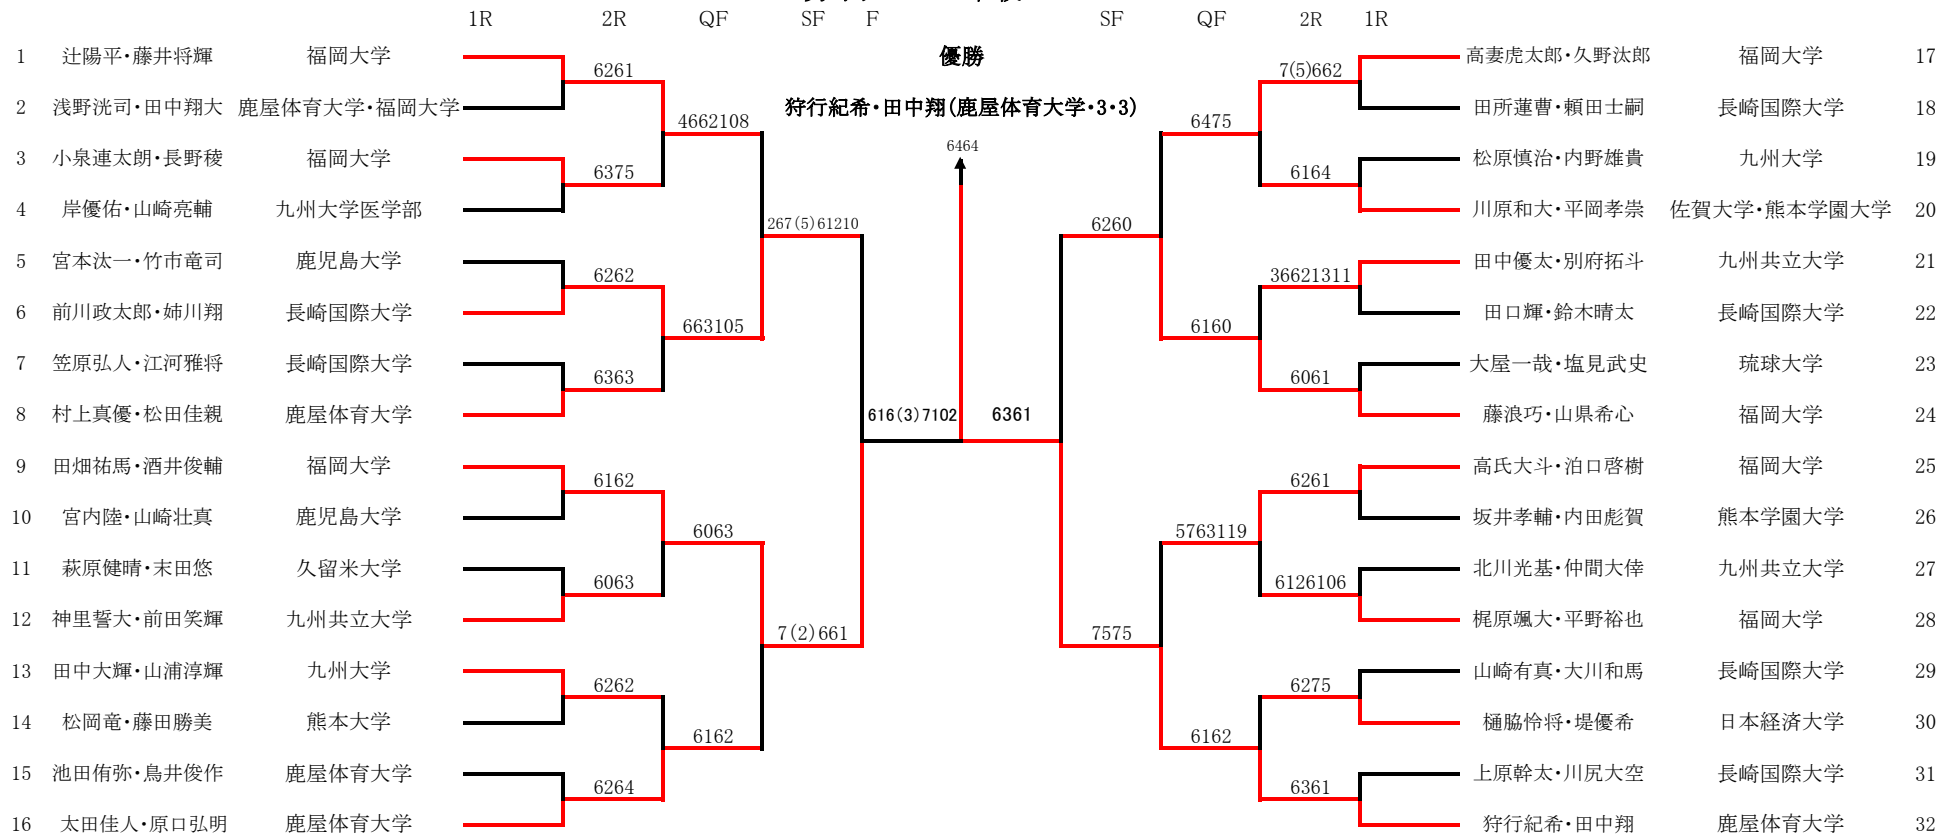 1R 2R QF SF F SF QF 2R 1R
優勝
狩行紀希・田中翔(鹿屋体育大学・3・3)
6464
1 辻陽平・藤井将輝 福岡大学
6261
2 浅野洸司・田中翔大 鹿屋体育大学・福岡大学
4662108
3 小泉連太朗・長野稜 福岡大学
6375
4 岸優佑・山崎亮輔 九州大学医学部
267(5)61210
5 宮本汰一・竹市竜司 鹿児島大学
6262
6 前川政太郎・姉川翔 長崎国際大学
663105
7 笠原弘人・江河雅将 長崎国際大学
6363
8 村上真優・松田佳親 鹿屋体育大学
616(3)7102 6361
9 田畑祐馬・酒井俊輔 福岡大学
6162
10 宮内陸・山崎壮真 鹿児島大学
6063
11 萩原健晴・末田悠 久留米大学
6063
12 神里誓大・前田笑輝 九州共立大学
7(2)661
13 田中大輝・山浦淳輝 九州大学
6262
14 松岡竜・藤田勝美 熊本大学
6162
15 池田侑弥・鳥井俊作 鹿屋体育大学
6264
16 太田佳人・原口弘明 鹿屋体育大学
高妻虎太郎・久野汰郎 福岡大学 17
7(5)662
田所蓮曹・頼田士嗣 長崎国際大学 18
6475
松原慎治・内野雄貴 九州大学 19
6164
川原和大・平岡孝崇 佐賀大学・熊本学園大学 20
6260
田中優太・別府拓斗 九州共立大学 21
36621311
田口輝・鈴木晴太 長崎国際大学 22
6160
大屋一哉・塩見武史 琉球大学 23
6061
藤浪巧・山県希心 福岡大学 24
高氏大斗・泊口啓樹 福岡大学 25
6261
坂井孝輔・内田彪賀 熊本学園大学 26
5763119
北川光基・仲間大倖 九州共立大学 27
6126106
梶原颯大・平野裕也 福岡大学 28
7575
山崎有真・大川和馬 長崎国際大学 29
6275
樋脇怜将・堤優希 日本経済大学 30
6162
上原幹太・川尻大空 長崎国際大学 31
6361
狩行紀希・田中翔 鹿屋体育大学 32